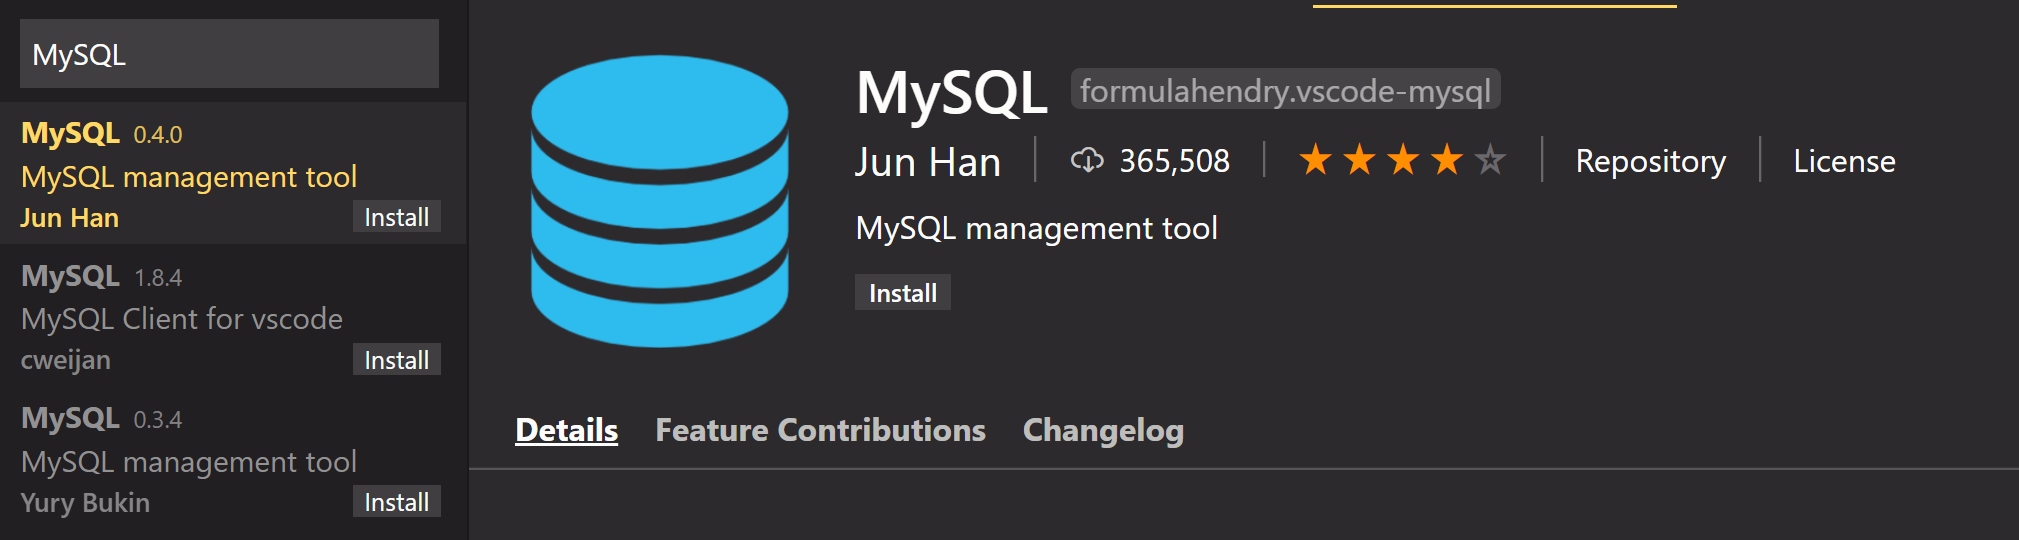 MySQL
MySQL 0.4.0
MySQL management tool
Jun Han Install
MySQL 1.8.4
MySQL Client for vscode
cweijan Install
MySQL 0.3.4
MySQL management tool
Yury Bukin Install
MySQL formulahendry.vscode-mysql
Jun Han 365,508 Repository License
MySQL management tool
Install
Details Feature Contributions Changelog